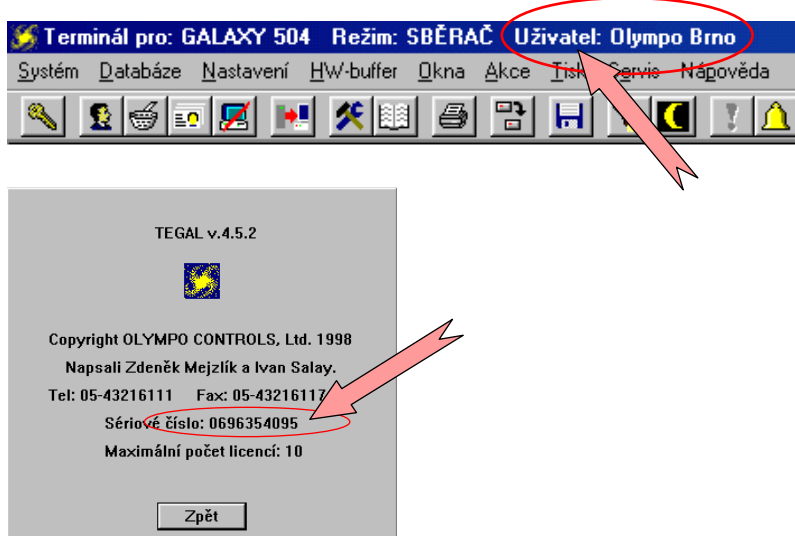 Terminál pro: GALAXY 504 Režim: SBĚRAČ Uživatel: Olympo Brno
Systém Databáze Nastavení HW-buffer Okna Akce Tisk Servis Nápověda
TEGAL v.4.5.2
Copyright OLYMPO CONTROLS, Ltd. 1998
Napsali Zdeněk Mejzlík a Ivan Salay.
Tel: 05-43216111 Fax: 05-43216117
Sériové číslo: 0696354095
Maximální počet licencí: 10
Zpět